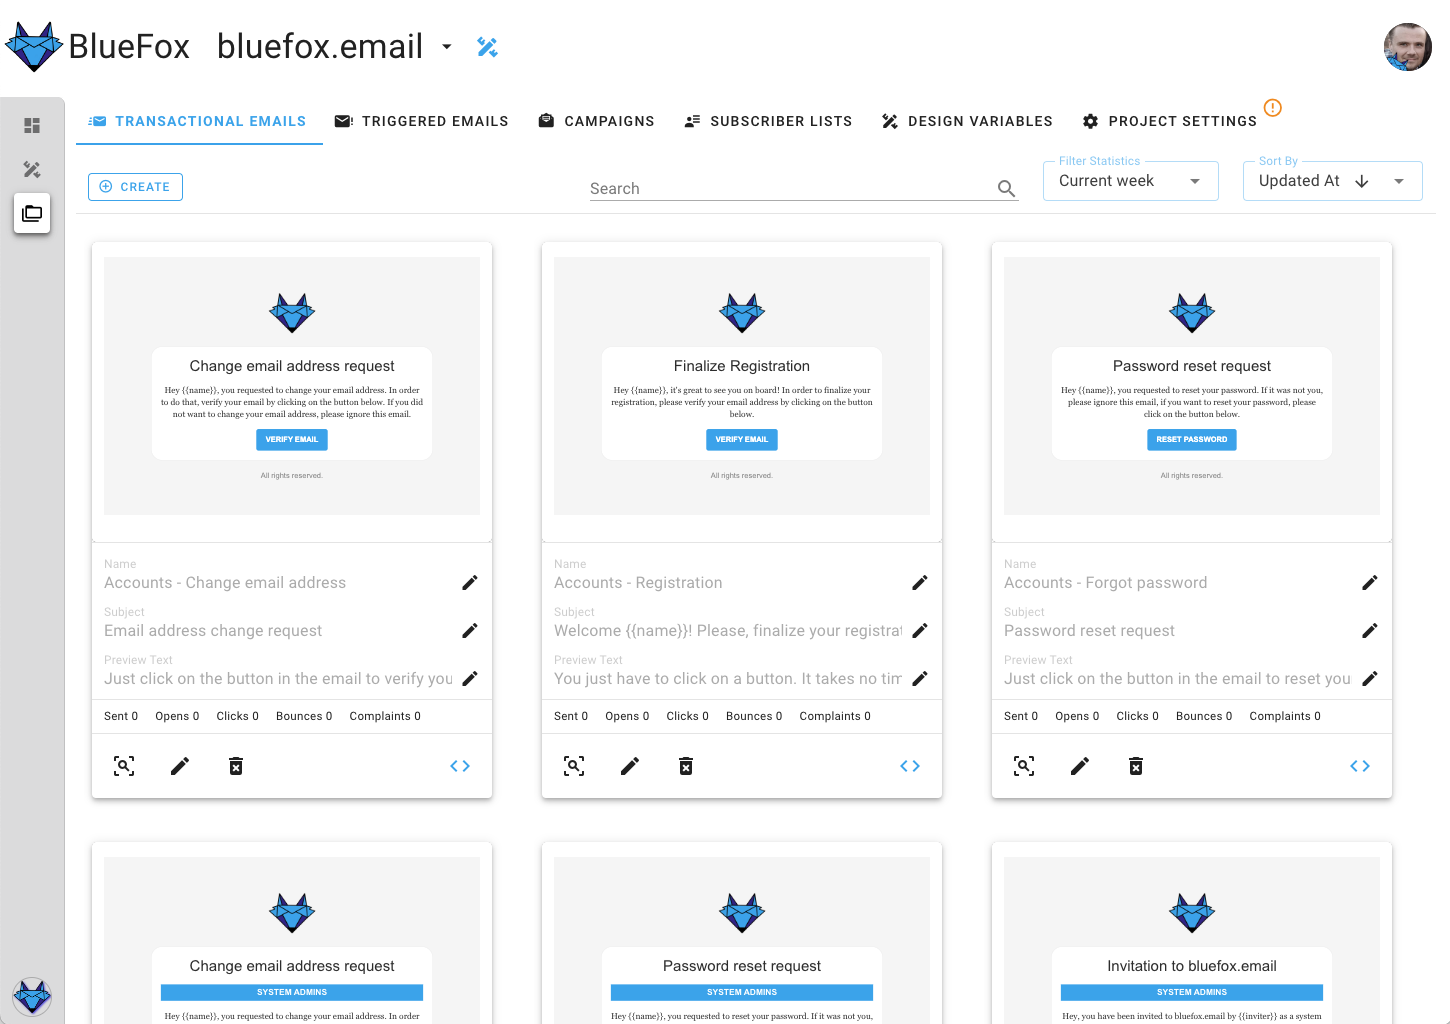 BlueFox bluefox.email
TRANSACTIONAL EMAILS TRIGGERED EMAILS CAMPAIGNS SUBSCRIBER LISTS DESIGN VARIABLES PROJECT SETTINGS
CREATE
Search
Filter Statistics
Current week
Sort By
Updated At
Change email address request
Hey {{name}}, you requested to change your email address. In order
to do that, verify your email by clicking on the button below. If you did
not want to change your email address, please ignore this email.
VERIFY EMAIL
All rights reserved.
Name
Accounts - Change email address
Subject
Email address change request
Preview Text
Just click on the button in the email to verify you
Sent 0 Opens 0 Clicks 0 Bounces 0 Complaints 0
Finalize Registration
Hey {{name}}, it's great to see you on board! In order to finalize your
registration, please verify your email address by clicking on the button
below.
VERIFY EMAIL
All rights reserved.
Name
Accounts - Registration
Subject
Welcome {{name}}! Please, finalize your registrat
Preview Text
You just have to click on a button. It takes no tim
Sent 0 Opens 0 Clicks 0 Bounces 0 Complaints 0
Password reset request
Hey {{name}}, you requested to reset your password. If it was not you,
please ignore this email, if you want to reset your password, please
click on the button below.
RESET PASSWORD
All rights reserved.
Name
Accounts - Forgot password
Subject
Password reset request
Preview Text
Just click on the button in the email to reset you
Sent 0 Opens 0 Clicks 0 Bounces 0 Complaints 0
Change email address request
SYSTEM ADMINS
Hey {{name}}, you requested to change your email address. In order
Password reset request
SYSTEM ADMINS
Hey {{name}}, you requested to reset your password. If it was not you,
Invitation to bluefox.email
SYSTEM ADMINS
Hey, you have been invited to bluefox.email by {{inviter}} as a system